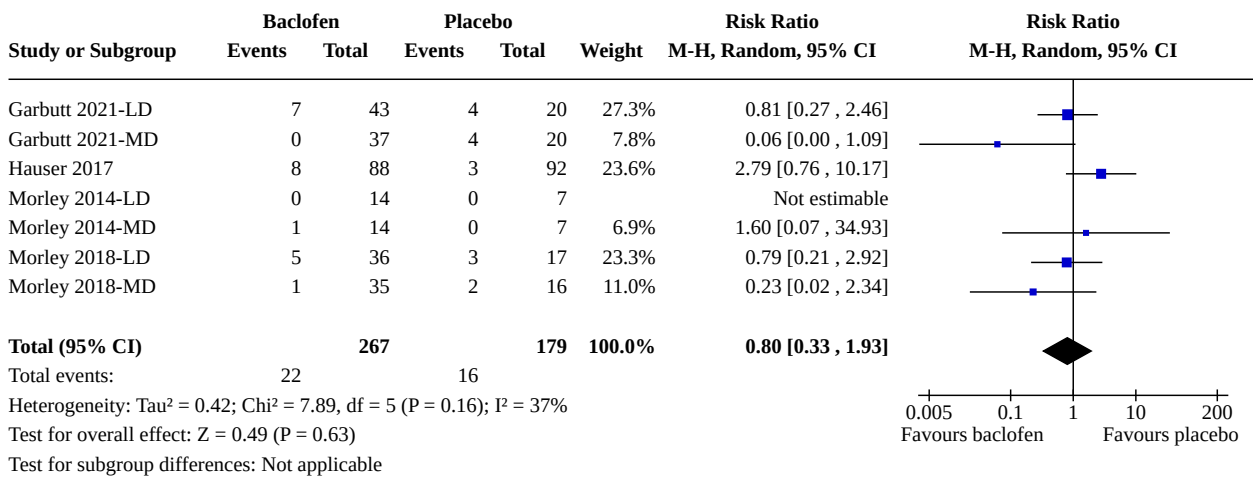 Baclofen Placebo Risk Ratio Risk Ratio
Study or Subgroup Events Total Events Total Weight M-H, Random, 95% CI M-H, Random, 95% CI
Garbutt 2021-LD 7 43 4 20 27.3% 0.81 [0.27 , 2.46]
Garbutt 2021-MD 0 37 4 20 7.8% 0.06 [0.00 , 1.09]
Hauser 2017 8 88 3 92 23.6% 2.79 [0.76 , 10.17]
Morley 2014-LD 0 14 0 7 Not estimable
Morley 2014-MD 1 14 0 7 6.9% 1.60 [0.07 , 34.93]
Morley 2018-LD 5 36 3 17 23.3% 0.79 [0.21 , 2.92]
Morley 2018-MD 1 35 2 16 11.0% 0.23 [0.02 , 2.34]
Total (95% CI) 267 179 100.0% 0.80 [0.33 , 1.93]
Total events: 22 16
Heterogeneity: Tau² = 0.42; Chi² = 7.89, df = 5 (P = 0.16); I² = 37%
0.005 0.1 1 10 200
Test for overall effect: Z = 0.49 (P = 0.63)
Favours baclofen Favours placebo
Test for subgroup differences: Not applicable